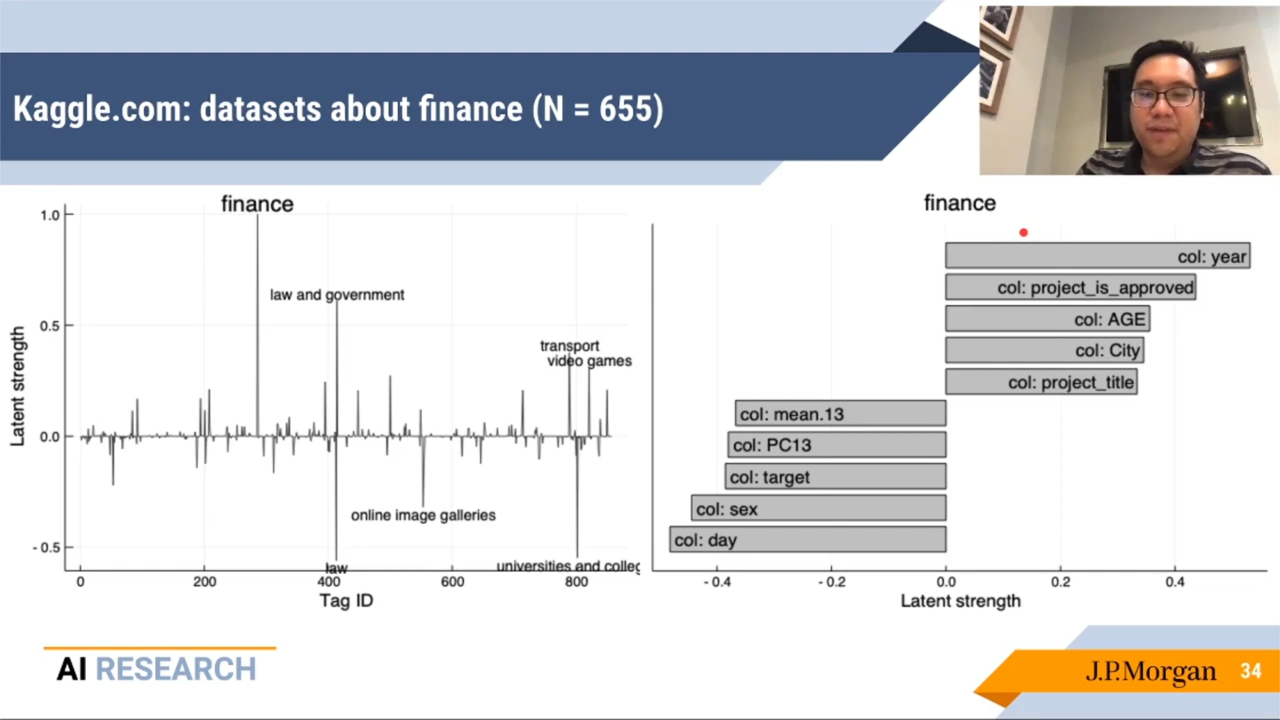 Kaggle.com: datasets about finance (N = 655)
finance
1.0
0.5
0.0
- 0.5
Latent strength
law and government
transport
video games
online image galleries
law
universities and colleg
0
200
400
600
800
Tag ID
finance
col: year
col: project_is_approved
col: AGE
col: City
col: project_title
col: mean.13
col: PC13
col: target
col: sex
col: day
- 0.4
- 0.2
0.0
0.2
0.4
Latent strength
AI RESEARCH
J.P.Morgan
34